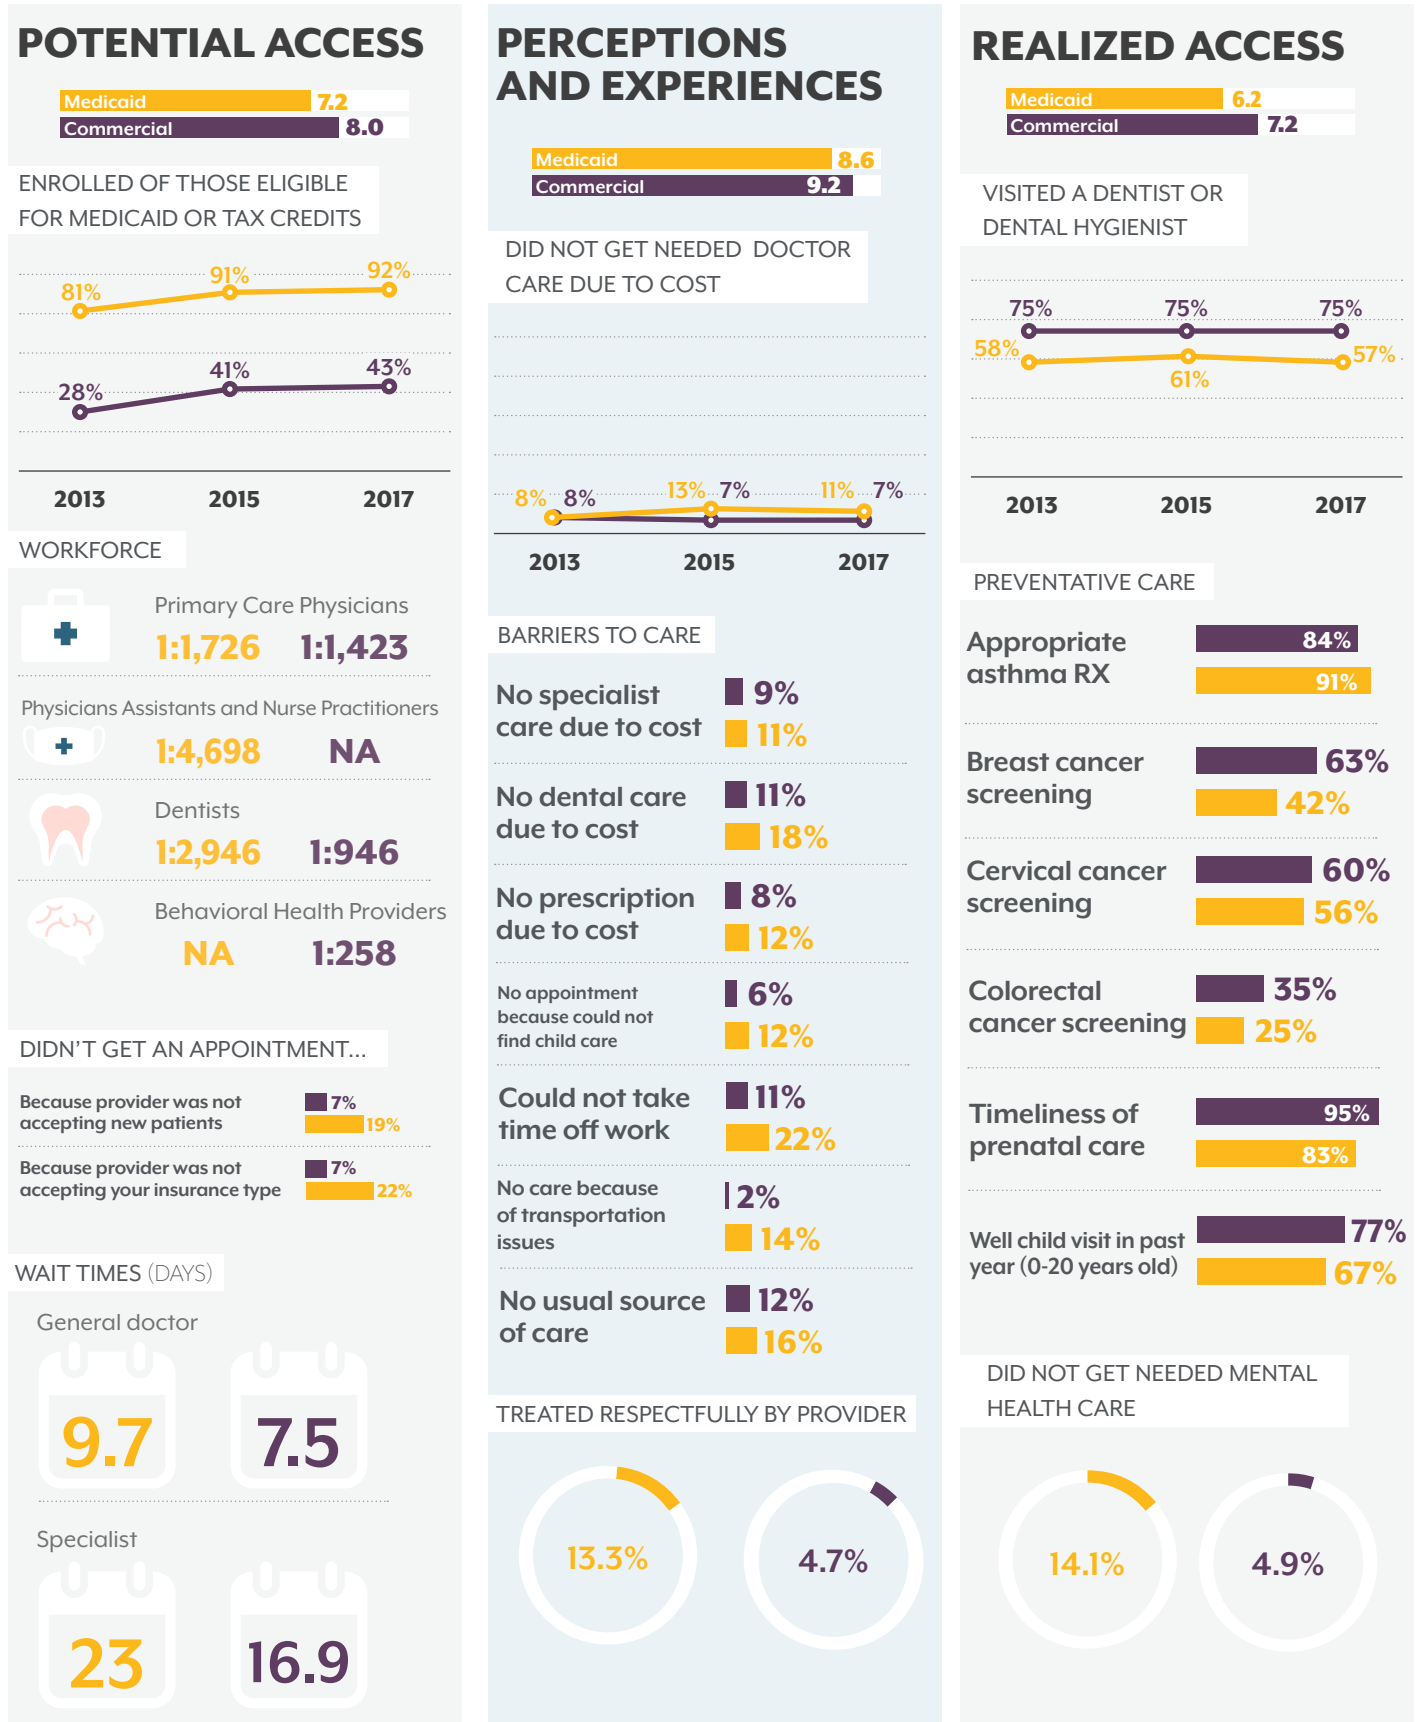 POTENTIAL ACCESS
Medicaid 7.2
Commercial 8.0
ENROLLED OF THOSE ELIGIBLE
FOR MEDICAID OR TAX CREDITS
81% 91% 92%
28% 41% 43%
2013 2015 2017
WORKFORCE
Primary Care Physicians
1:1,726 1:1,423
Physicians Assistants and Nurse Practitioners
1:4,698 NA
Dentists
1:2,946 1:946
Behavioral Health Providers
NA 1:258
DIDN'T GET AN APPOINTMENT...
Because provider was not
accepting new patients
7%
19%
Because provider was not
accepting your insurance type
7%
22%
WAIT TIMES (DAYS)
General doctor
9.7 7.5
Specialist
23 16.9
PERCEPTIONS
AND EXPERIENCES
Medicaid 8.6
Commercial 9.2
DID NOT GET NEEDED DOCTOR
CARE DUE TO COST
8% 8% 13% 7% 11% 7%
2013 2015 2017
BARRIERS TO CARE
No specialist
care due to cost
9%
11%
No dental care
due to cost
11%
18%
No prescription
due to cost
8%
12%
No appointment
because could not
find child care
6%
12%
Could not take
time off work
11%
22%
No care because
of transportation
issues
2%
14%
No usual source
of care
12%
16%
TREATED RESPECTFULLY BY PROVIDER
13.3% 4.7%
REALIZED ACCESS
Medicaid 6.2
Commercial 7.2
VISITED A DENTIST OR
DENTAL HYGIENIST
75% 75% 75%
58% 61% 57%
2013 2015 2017
PREVENTATIVE CARE
Appropriate
asthma RX
84%
91%
Breast cancer
screening
63%
42%
Cervical cancer
screening
60%
56%
Colorectal
cancer screening
35%
25%
Timeliness of
prenatal care
95%
83%
Well child visit in past
year (0-20 years old)
77%
67%
DID NOT GET NEEDED MENTAL
HEALTH CARE
14.1% 4.9%